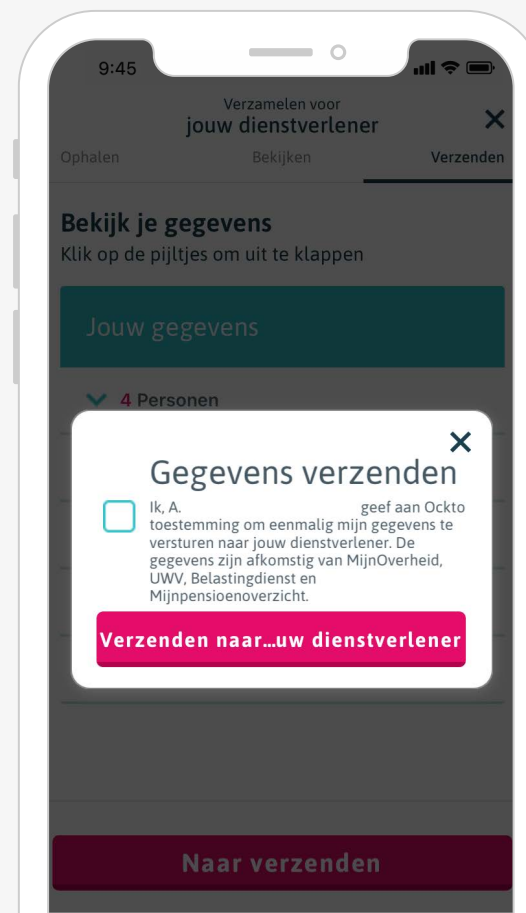 9:45
Verzamelen voor
jouw dienstverlener
Ophalen Bekijken Verzenden
Bekijk je gegevens
Klik op de pijltjes om uit te klappen
Jouw gegevens
4 Personen
Gegevens verzenden
Ik, A. geef aan Ockto
toestemming om eenmalig mijn gegevens te
versturen naar jouw dienstverlener. De
gegevens zijn afkomstig van MijnOverheid,
UWV, Belastingdienst en
Mijnpensioenoverzicht.
Verzenden naar...uw dienstverlener
Naar verzenden